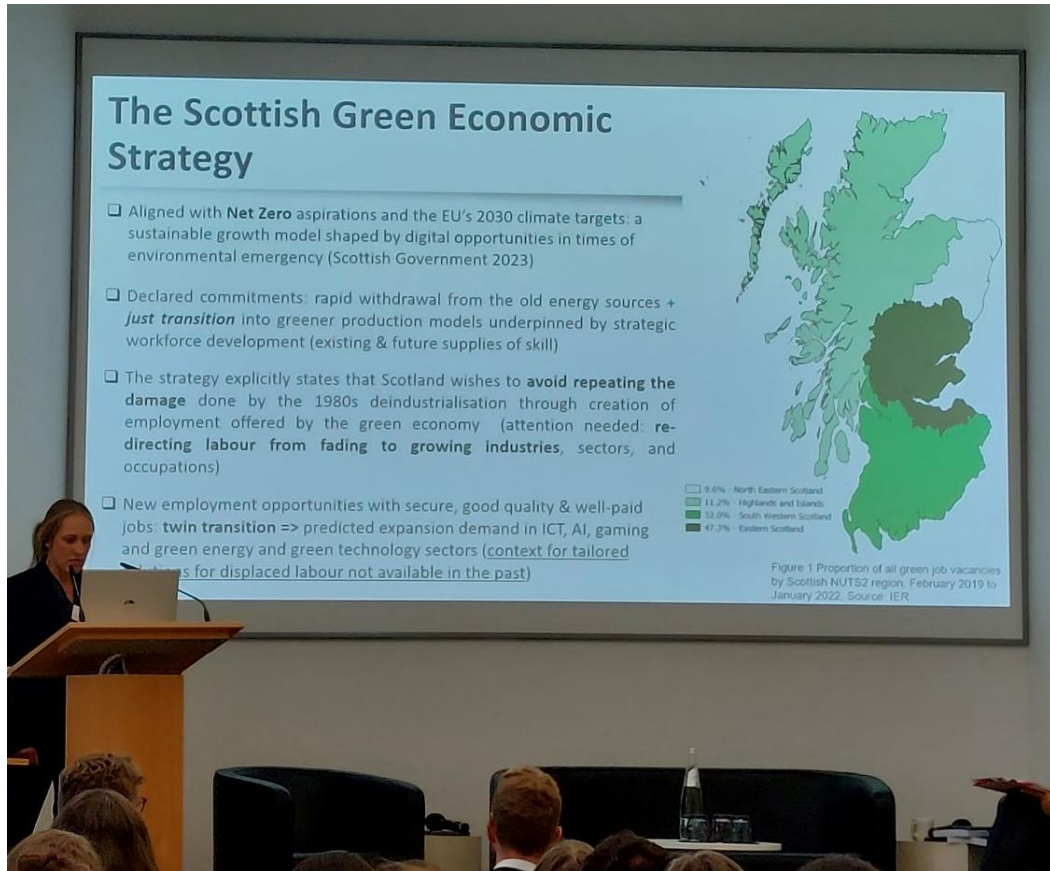 The Scottish Green Economic
Strategy
Aligned with Net Zero aspirations and the EU's 2030 climate targets: a
sustainable growth model shaped by digital opportunities in times of
environmental emergency (Scottish Government 2023)
Declared commitments: rapid withdrawal from the old energy sources +
just transition into greener production models underpinned by strategic
workforce development (existing & future supplies of skill)
The strategy explicitly states that Scotland wishes to avoid repeating the
damage done by the 1980s deindustrialisation through creation of
employment offered by the green economy (attention needed: re-
directing labour from fading to growing industries, sectors, and
occupations)
New employment opportunities with secure, good quality & well-paid
jobs: twin transition => predicted expansion demand in ICT, AI, gaming
and green energy and green technology sectors (context for tailored
for displaced labour not available in the past)
9.6% - North Eastern Scotland
11.2% - Highlands and Islands
South Western Scotland
47.3% - Eastern Scotland
Figure 1 Proportion of all green job vacancies
by Scottish NUTS2 region, February 2019 to
January 2022. Source: IER